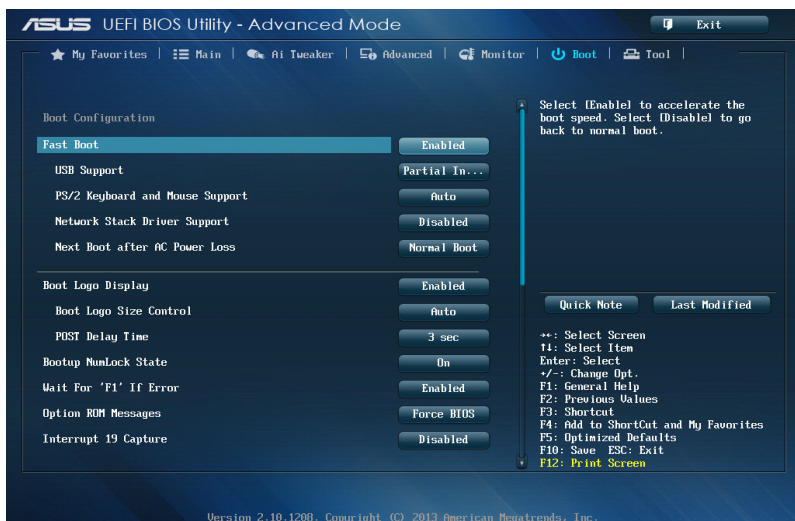 ASUS UEFI BIOS Utility - Advanced Mode
Exit
My Favorites | Main | Ai Tweaker | Advanced | Monitor | Boot | Tool |
Boot Configuration
Fast Boot Enabled
USB Support Partial In...
PS/2 Keyboard and Mouse Support Auto
Network Stack Driver Support Disabled
Next Boot after AC Power Loss Normal Boot
Boot Logo Display Enabled
Boot Logo Size Control Auto
POST Delay Time 3 sec
Bootup NumLock State On
Wait For 'F1' If Error Enabled
Option ROM Messages Force BIOS
Interrupt 19 Capture Disabled
Select [Enable] to accelerate the
boot speed. Select [Disable] to go
back to normal boot.
Quick Note Last Modified
→←: Select Screen
↑↓: Select Item
Enter: Select
+/-: Change Opt.
F1: General Help
F2: Previous Values
F3: Shortcut
F4: Add to ShortCut and My Favorites
F5: Optimized Defaults
F10: Save ESC: Exit
F12: Print Screen
Version 2.10.1208. Copyright (C) 2013 American Megatrends, Inc.